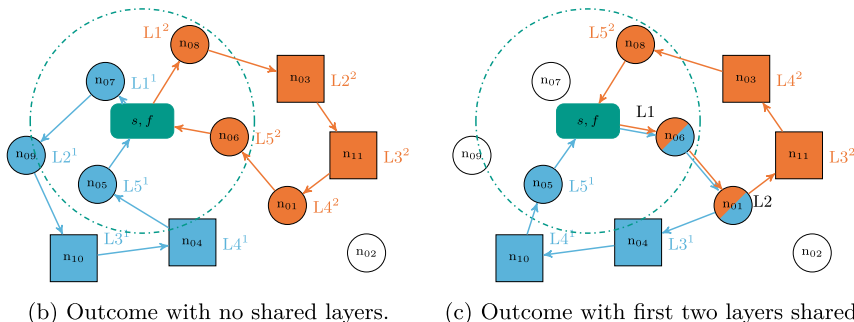 L1²
n₀₈
n₀₇
L1¹
n₀₃
L2²
s, f
n₀₆
L5²
n₀₉
L2¹
n₁₁
L3²
n₀₅
L5¹
n₀₁
L4²
L3¹
n₀₄
L4¹
n₁₀
n₀₂
(b) Outcome with no shared layers.
L5²
n₀₈
n₀₇
n₀₃
L4²
L1
s, f
n₀₆
n₀₉
n₁₁
L3²
n₀₅
L5¹
n₀₁
L2
L4¹
n₀₄
L3¹
n₁₀
n₀₂
(c) Outcome with first two layers shared